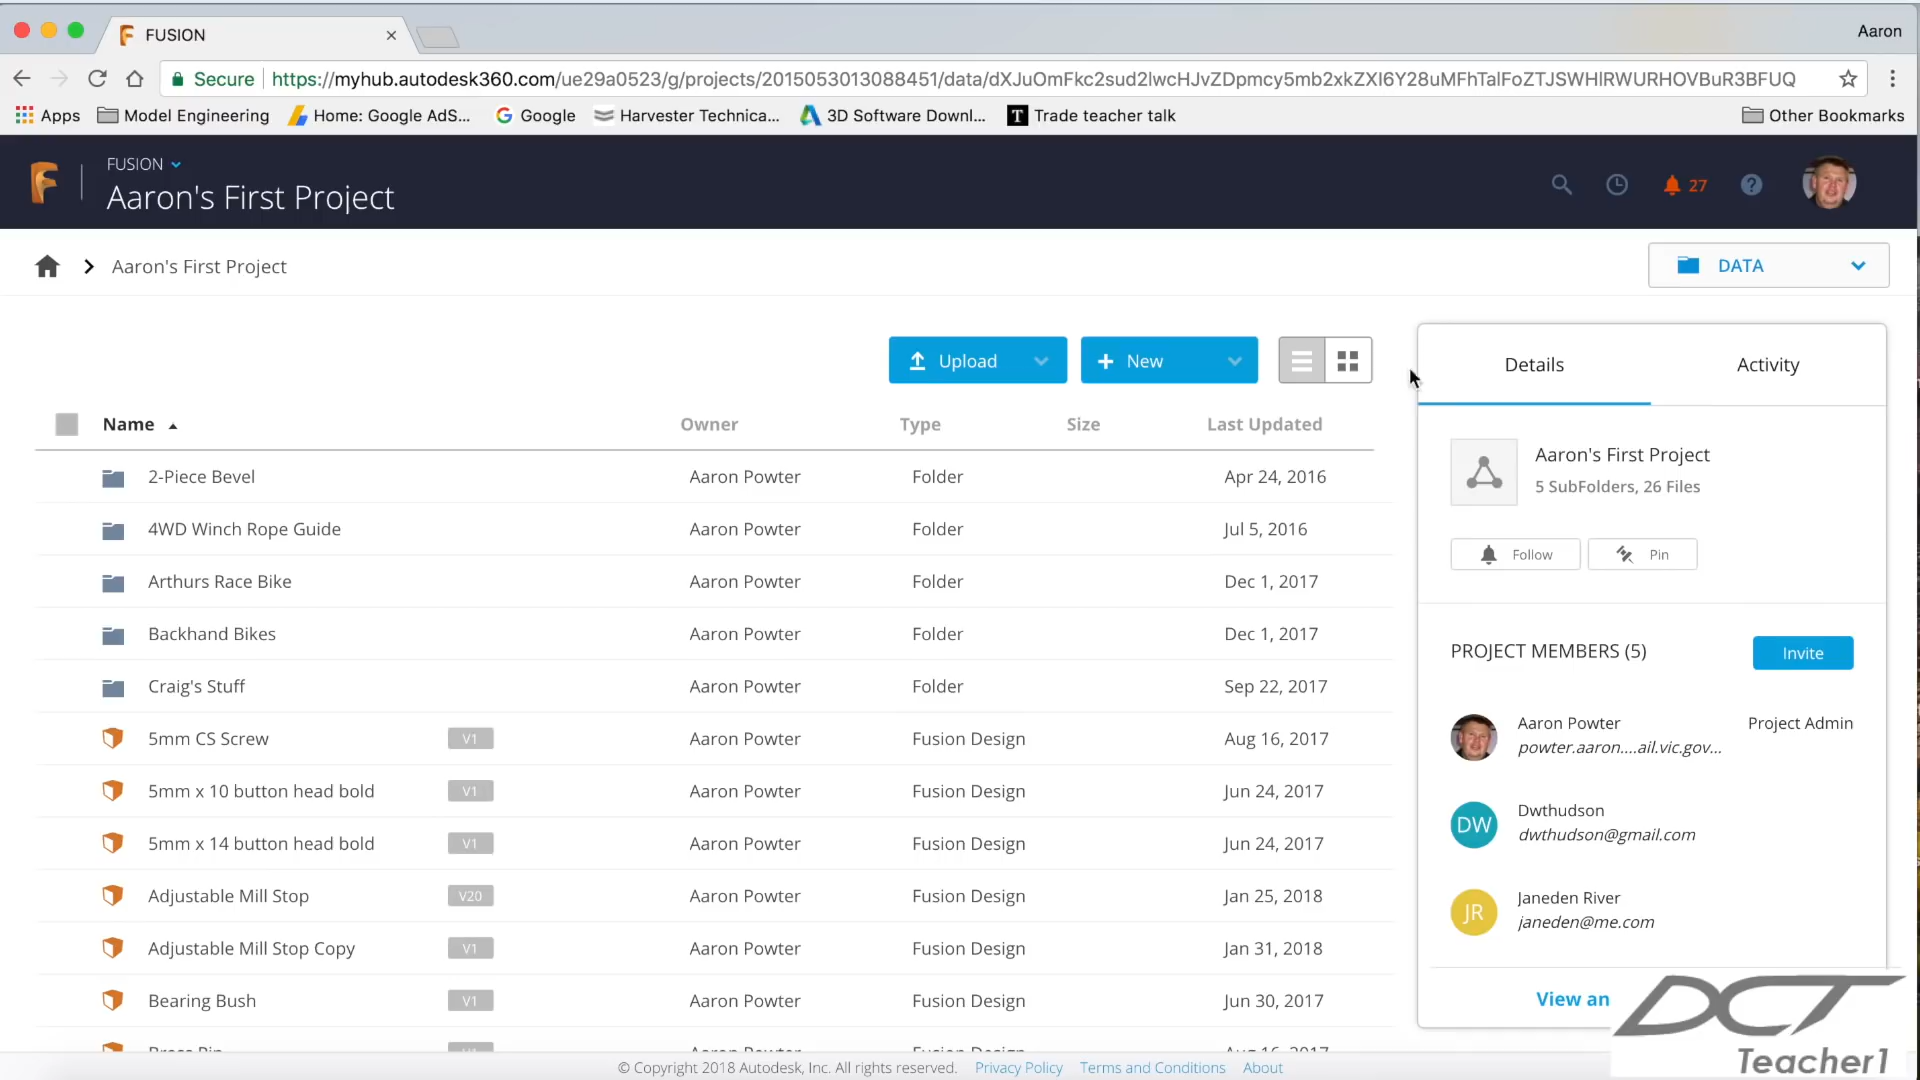 FUSION
Aaron
Secure https://myhub.autodesk360.com/ue29a0523/g/projects/2015053013088451/data/dXJuOmFkc2sud2lwcHJvZDpmcy5mb2xkZXI6Y28uMFhTalFoZTJSWHlRWURHOVBuR3BFUQ
Apps Model Engineering Home: Google AdS... Google Harvester Technica... 3D Software Downl... T Trade teacher talk Other Bookmarks
FUSION
Aaron's First Project
27
Aaron's First Project
DATA
Upload New
Details Activity
Name Owner Type Size Last Updated
2-Piece Bevel Aaron Powter Folder Apr 24, 2016
4WD Winch Rope Guide Aaron Powter Folder Jul 5, 2016
Arthurs Race Bike Aaron Powter Folder Dec 1, 2017
Backhand Bikes Aaron Powter Folder Dec 1, 2017
Craig's Stuff Aaron Powter Folder Sep 22, 2017
5mm CS Screw V1 Aaron Powter Fusion Design Aug 16, 2017
5mm x 10 button head bold V1 Aaron Powter Fusion Design Jun 24, 2017
5mm x 14 button head bold V1 Aaron Powter Fusion Design Jun 24, 2017
Adjustable Mill Stop V20 Aaron Powter Fusion Design Jan 25, 2018
Adjustable Mill Stop Copy V1 Aaron Powter Fusion Design Jan 31, 2018
Bearing Bush V1 Aaron Powter Fusion Design Jun 30, 2017
Aaron's First Project
5 SubFolders, 26 Files
Follow Pin
PROJECT MEMBERS (5) Invite
Aaron Powter Project Admin
powter.aaron....ail.vic.gov...
DW Dwthudson
dwthudson@gmail.com
JR Janeden River
janeden@me.com
View an
DCT
Teacher1
© Copyright 2018 Autodesk, Inc. All rights reserved. Privacy Policy Terms and Conditions About